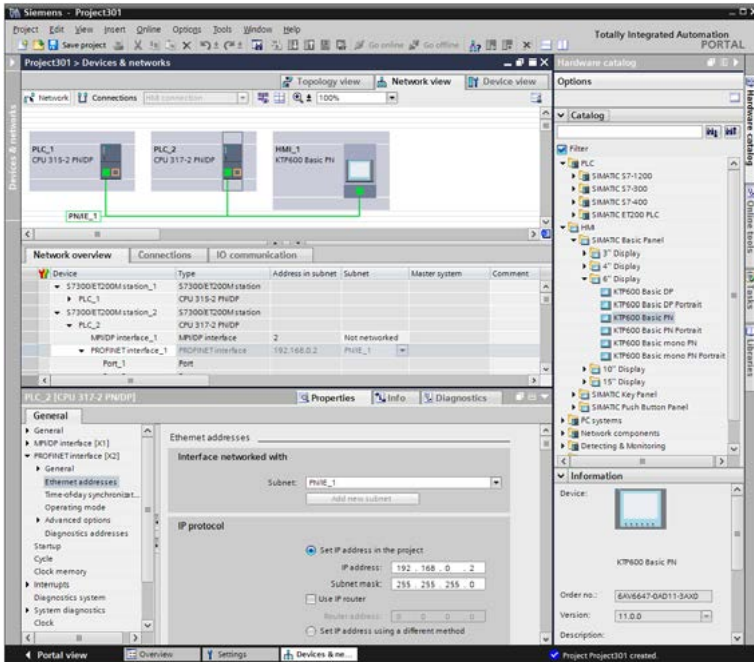 Siemens - Project301
Project Edit View Insert Online Options Tools Window Help
Totally Integrated Automation
PORTAL
Save project
Go online
Go offline
Project301 > Devices & networks
Topology view
Network view
Device view
Network
Connections
HMI connection
100%
PLC_1
CPU 315-2 PN/DP
PLC_2
CPU 317-2 PN/DP
HMI_1
KTP600 Basic PN
PN/IE_1
Devices & networks
Network overview
Connections
IO communication
Device Type Address in subnet Subnet Master system Comment
S7300/ET200M station_1 S7300/ET200M station
PLC_1 CPU 315-2 PN/DP
S7300/ET200M station_2 S7300/ET200M station
PLC_2 CPU 317-2 PN/DP
MPI/DP interface_1 MPI/DP interface 2 Not networked
PROFINET interface_1 PROFINET interface 192.168.0.2 PN/IE_1
Port_1 Port
PLC_2 [CPU 317-2 PN/DP]
Properties
Info
Diagnostics
General
General
MPI/DP interface [X1]
PROFINET interface [X2]
General
Ethernet addresses
Time-of-day synchronizat...
Operating mode
Advanced options
Diagnostics addresses
Startup
Cycle
Clock memory
Interrupts
Diagnostics system
System diagnostics
Clock
Ethernet addresses
Interface networked with
Subnet: PN/IE_1
Add new subnet
IP protocol
Set IP address in the project
IP address: 192 . 168 . 0 . 2
Subnet mask: 255 . 255 . 255 . 0
Use IP router
Router address: 0 . 0 . 0 . 0
Set IP address using a different method
Hardware catalog
Options
Catalog
Filter
PLC
SIMATIC S7-1200
SIMATIC S7-300
SIMATIC S7-400
SIMATIC ET200 PLC
HMI
SIMATIC Basic Panel
3" Display
4" Display
6" Display
KTP600 Basic DP
KTP600 Basic DP Portrait
KTP600 Basic PN
KTP600 Basic PN Portrait
KTP600 Basic mono PN
KTP600 Basic mono PN Portrait
10" Display
15" Display
SIMATIC Key Panel
SIMATIC Push Button Panel
PC systems
Network components
Detecting & Monitoring
Information
Device:
KTP600 Basic PN
Order no.: 6AV6647-0AD11-3AX0
Version: 11.0.0
Description:
Hardware catalog
Online tools
Tasks
Libraries
Portal view
Overview
Settings
Devices & ne...
Project Project301 created.